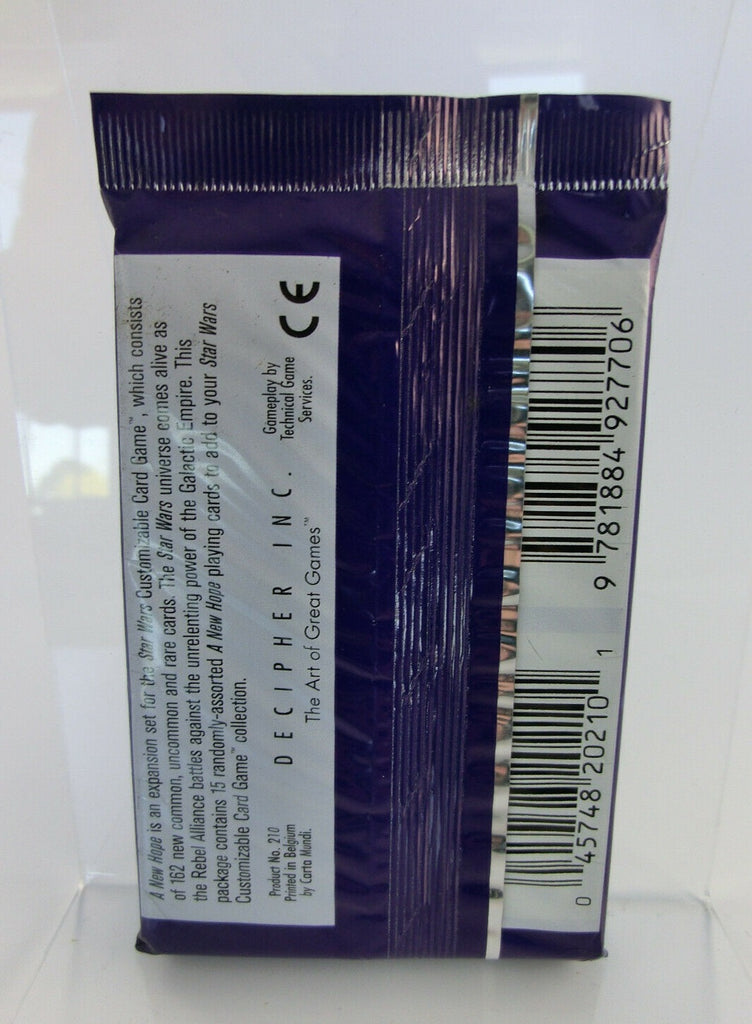 A New Hope is an expansion set for the Star Wars Customizable Card Game™, which consists
of 162 new common, uncommon and rare cards. The Star Wars universe comes alive as
the Rebel Alliance battles against the unrelenting power of the Galactic Empire. This
package contains 15 randomly-assorted A New Hope playing cards to add to your Star Wars
Customizable Card Game™ collection.
Product No. 210
Printed in Belgium
by Carta Mundi.
DECIPHER INC.
The Art of Great Games™
Gameplay by
Technical Game
Services.
CE
0 45748 20210 1
9 781884 927706